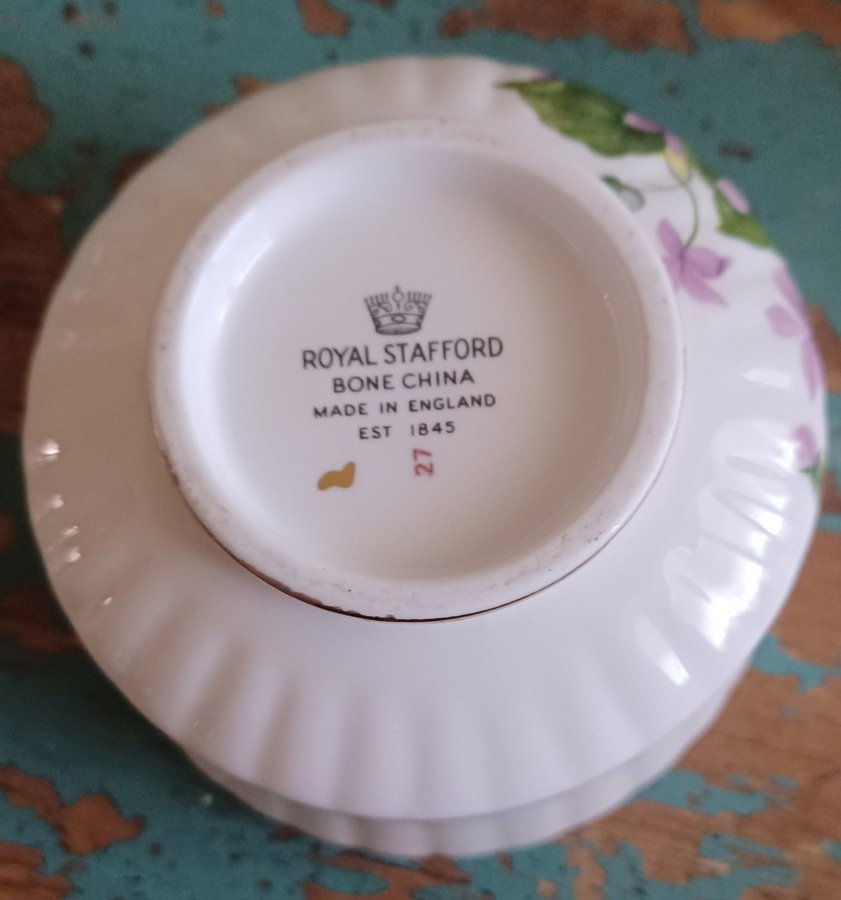 ROYAL STAFFORD
BONE CHINA
MADE IN ENGLAND
EST 1845
27